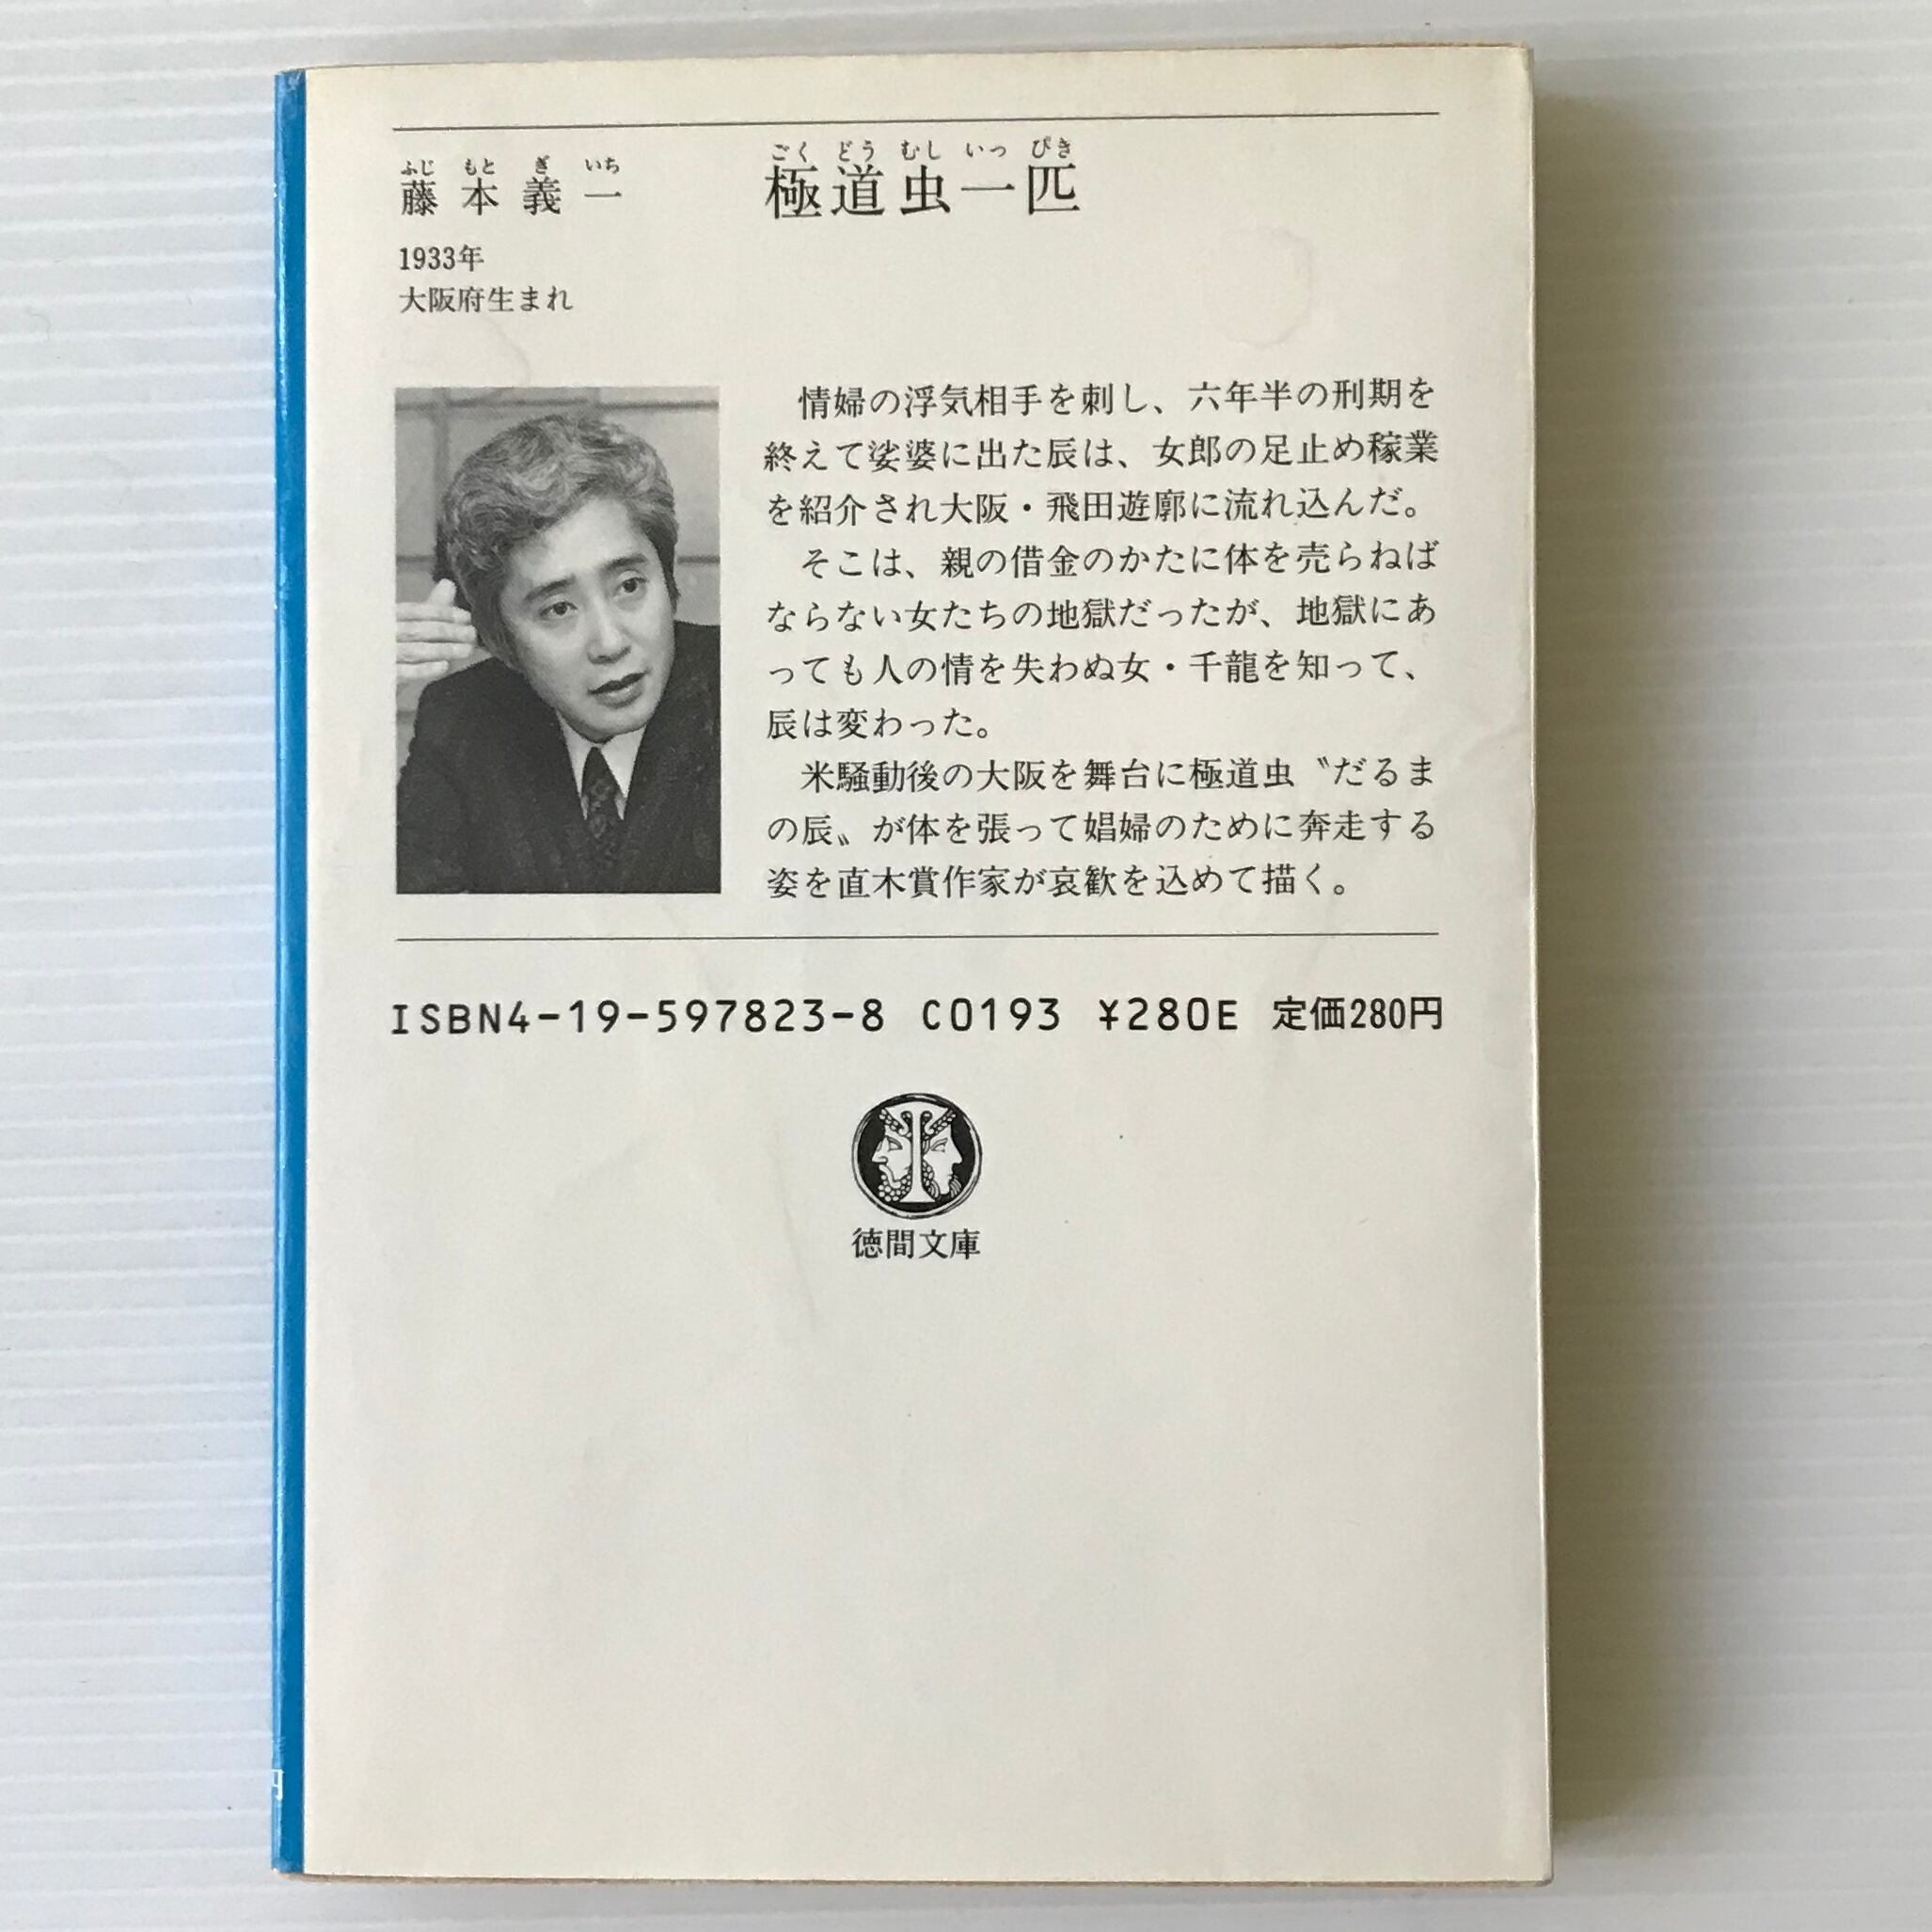 ふじ もと ぎ いち
藤本義一
1933年
大阪府生まれ
ごく どう むし いっ ぴき
極道虫一匹
情婦の浮気相手を刺し、六年半の刑期を
終えて娑婆に出た辰は、女郎の足止め稼業
を紹介され大阪・飛田遊廓に流れ込んだ。
そこは、親の借金のかたに体を売らねば
ならない女たちの地獄だったが、地獄にあ
っても人の情を失わぬ女・千龍を知って、
辰は変わった。
米騒動後の大阪を舞台に極道虫〝だるま
の辰〟が体を張って娼婦のために奔走する
姿を直木賞作家が哀歓を込めて描く。
ISBN4-19-597823-8 C0193 ¥280E 定価280円
徳間文庫
円